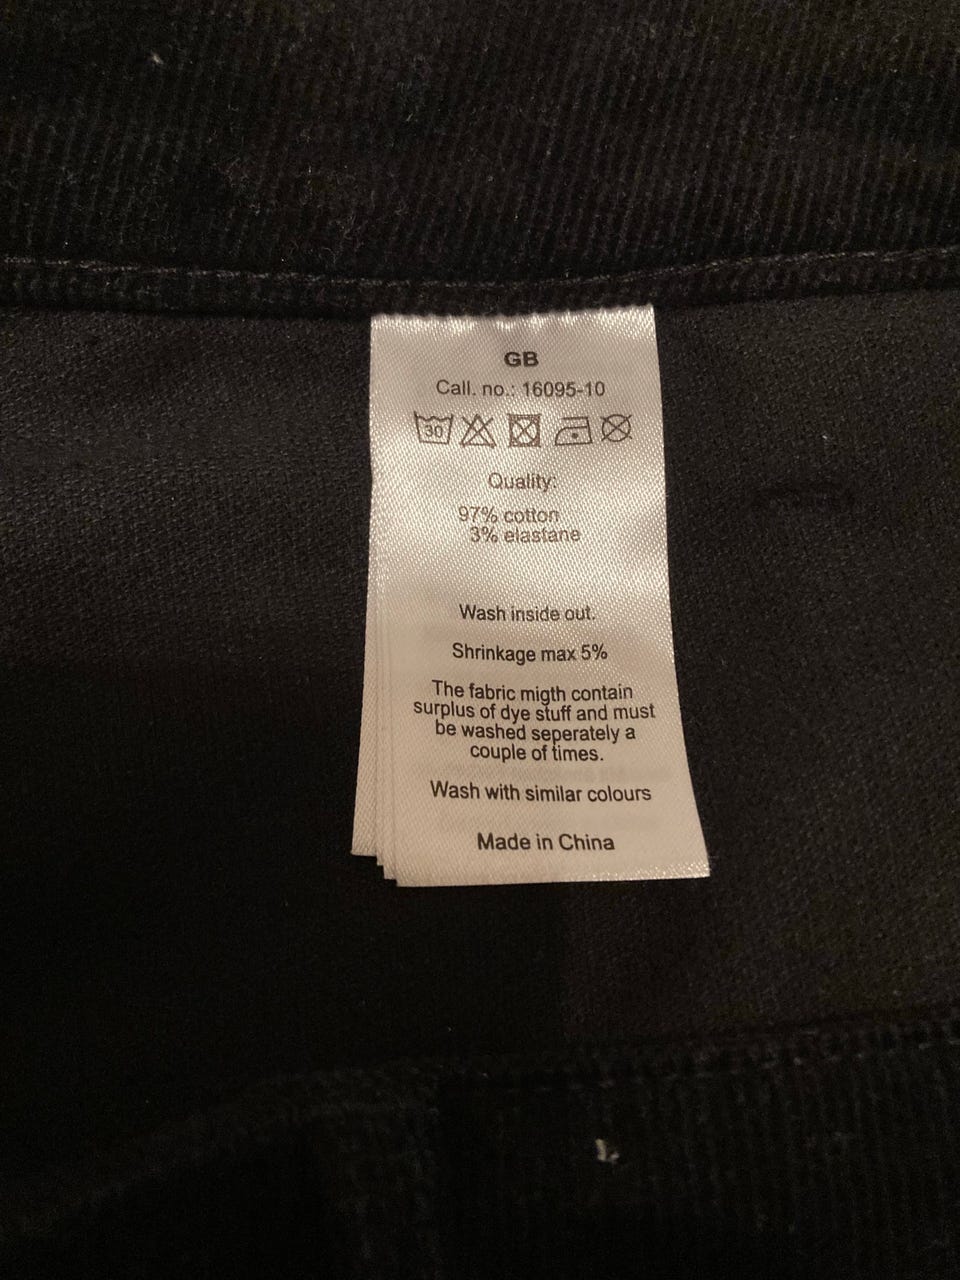 GB
Call. no.: 16095-10
30
Quality:
97% cotton
3% elastane
Wash inside out.
Shrinkage max 5%
The fabric migth contain
surplus of dye stuff and must
be washed seperately a
couple of times.
Wash with similar colours
Made in China